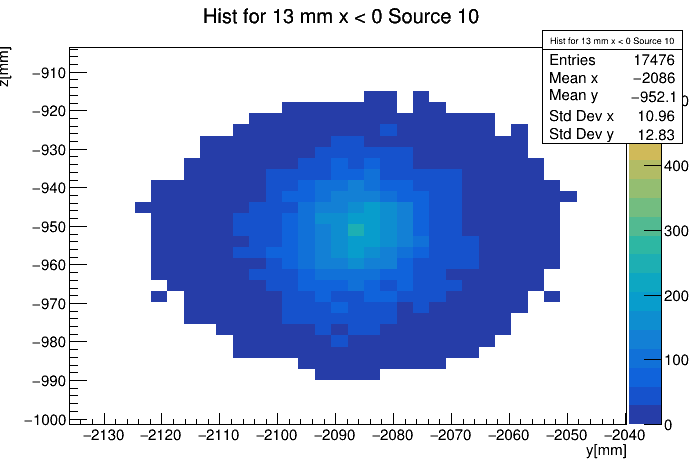 Hist for 13 mm x < 0 Source 10
z[mm]
Hist for 13 mm x < 0 Source 10
Entries 17476
Mean x −2086
Mean y −952.1
Std Dev x 10.96
Std Dev y 12.83
−910
−920
−930
−940
−950
−960
−970
−980
−990
−1000
400
300
200
100
0
−2130 −2120 −2110 −2100 −2090 −2080 −2070 −2060 −2050 −2040
y[mm]